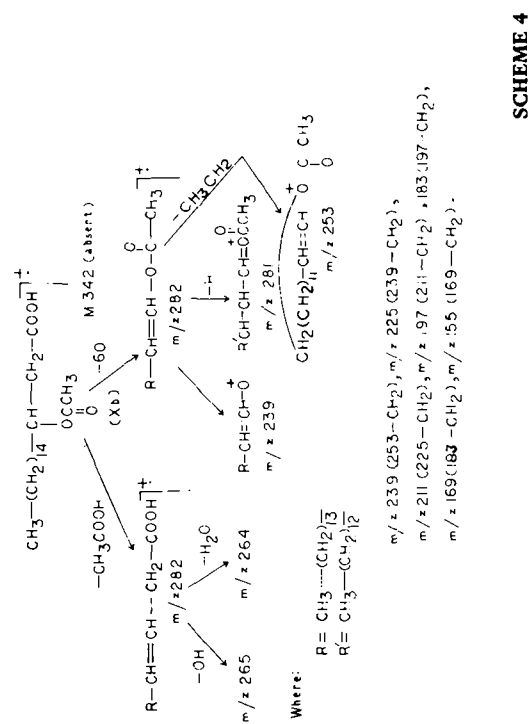 CH3—(CH2)14—CH—CH2—COOH]+·
OCCH3
O
(Xb)
M 342 (absent)
—CH3COOH
-60
R—CH=CH—CH2—COOH]+·
m/z 282
R—CH=CH—O—C—CH3]+·
O
m/z 282
—OH
—H2O
m/z 265
m/z 264
-CH3CH2
R—CH=CH—O+
m/z 239
R'CH—CH—CH=OCCH3
O
m/z 281
CH2(CH2)11—CH=CH—O—C—CH3
O
m/z 253
Where:
R = CH3—(CH2)13
R' = CH3—(CH2)12
m/z 239 (253—CH2), m/z 225 (239—CH2),
m/z 211 (225—CH2), m/z 197 (211—CH2), 183 (197—CH2),
m/z 169 (183—CH2), m/z 155 (169—CH2).
SCHEME 4